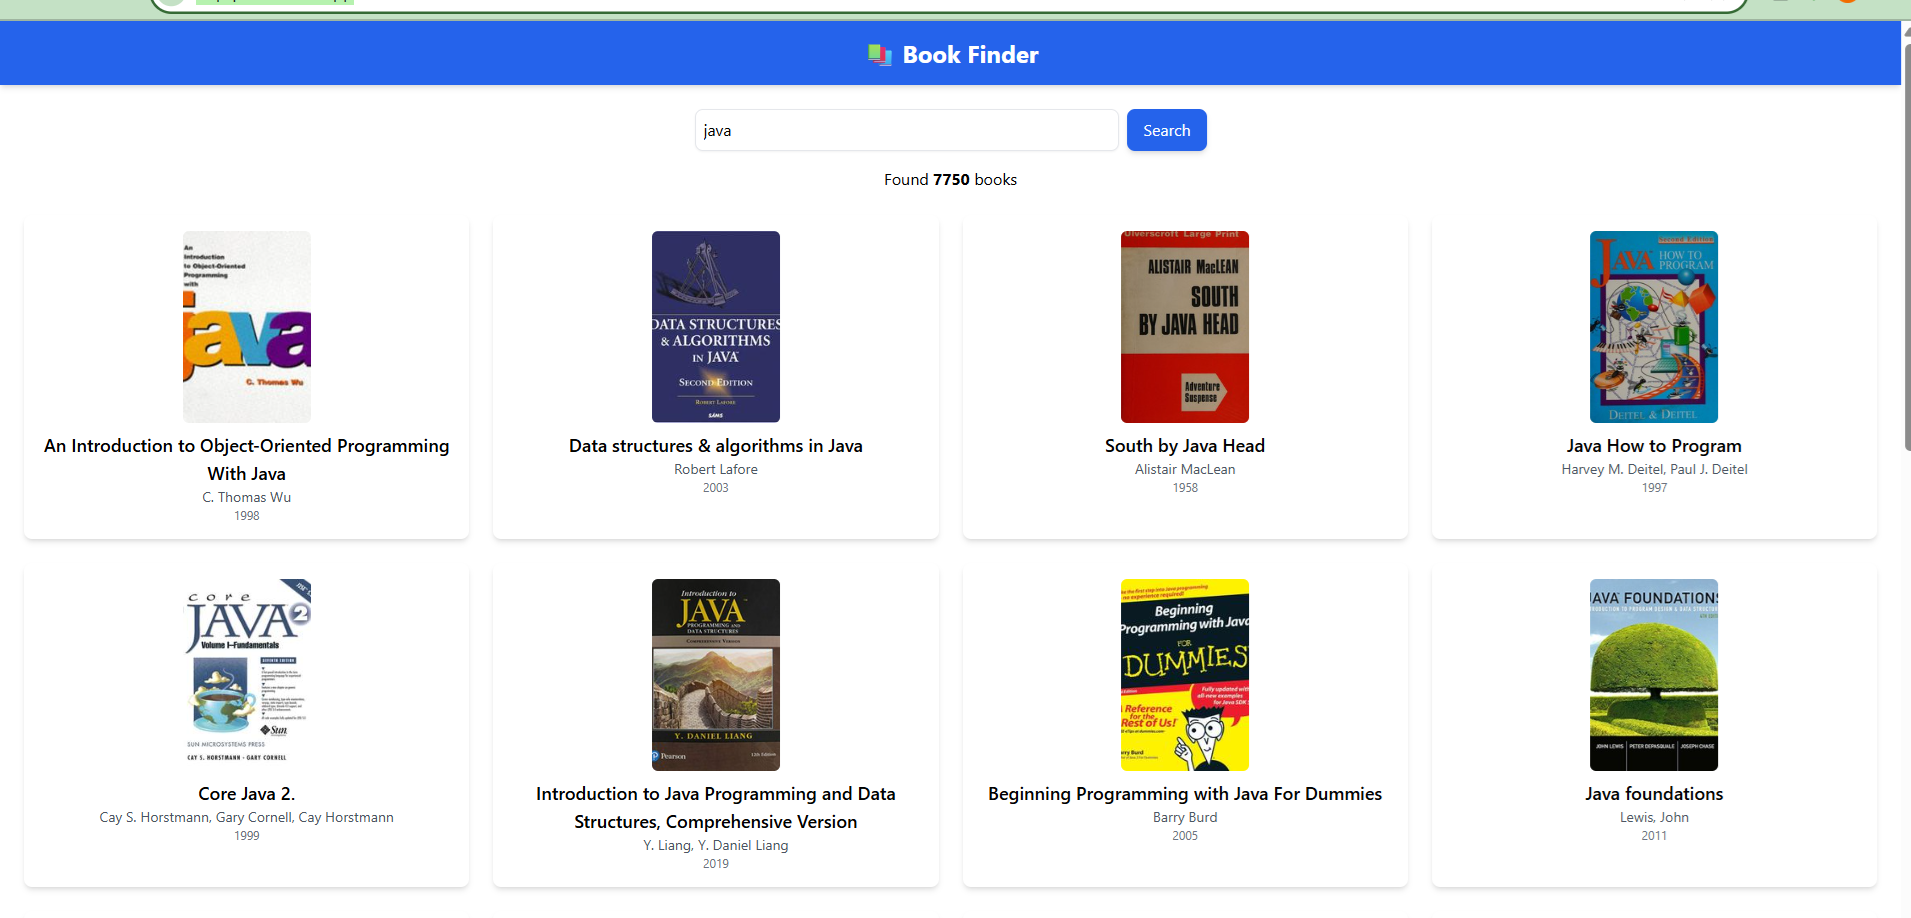 Book Finder
java
Search
Found 7750 books
An
Introduction
to Object-Oriented
Programming
with
java
C. Thomas Wu
An Introduction to Object-Oriented Programming
With Java
C. Thomas Wu
1998
DATA STRUCTURES
& ALGORITHMS
IN JAVA
SECOND EDITION
ROBERT LAFORE
SAMS
Data structures & algorithms in Java
Robert Lafore
2003
Ulverscroft Large Print
ALISTAIR MacLEAN
SOUTH
BY JAVA HEAD
Adventure
Suspense
South by Java Head
Alistair MacLean
1958
Second Edition
JAVA HOW TO
PROGRAM
DEITEL & DEITEL
Java How to Program
Harvey M. Deitel, Paul J. Deitel
1997
core
JAVA 2
Volume I–Fundamentals
SEVENTH EDITION
Sun
SUN MICROSYSTEMS PRESS
CAY S. HORSTMANN • GARY CORNELL
Core Java 2.
Cay S. Horstmann, Gary Cornell, Cay Horstmann
1999
Introduction to
JAVA™
PROGRAMMING AND
DATA STRUCTURES
COMPREHENSIVE VERSION
Y. DANIEL LIANG
Pearson
12th Edition
Introduction to Java Programming and Data
Structures, Comprehensive Version
Y. Liang, Y. Daniel Liang
2019
Beginning
Programming with Java
FOR
DUMMIES
Fully updated with
all-new examples
for Java SDK
Reference
for the
Rest of Us!
Beginning Programming with Java For Dummies
Barry Burd
2005
JAVA FOUNDATIONS
JOHN LEWIS PETER DEPASQUALE JOSEPH CHASE
Java foundations
Lewis, John
2011